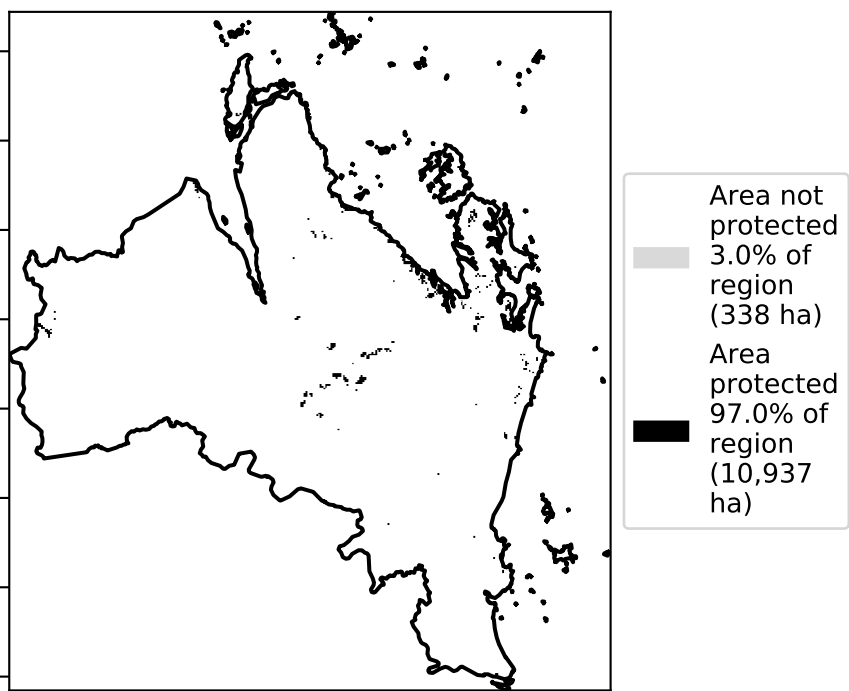 Area not
protected
3.0% of
region
(338 ha)
Area
protected
97.0% of
region
(10,937
ha)